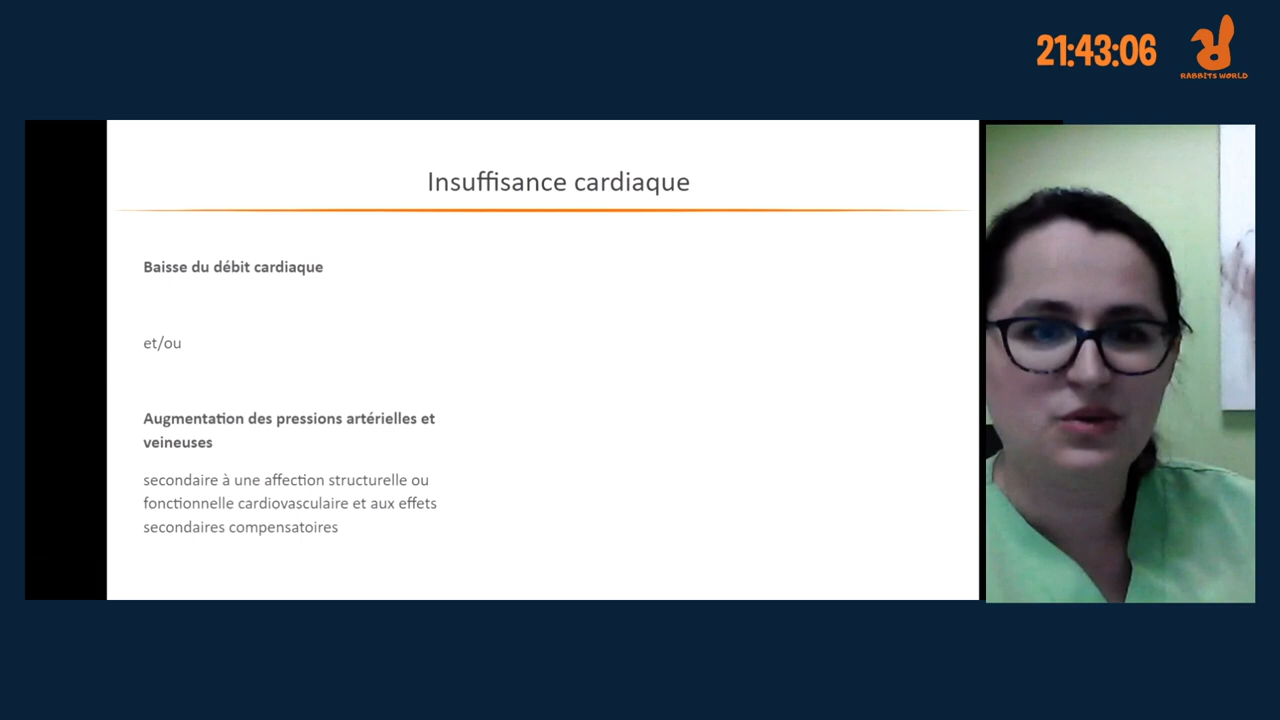 21:43:06
RABBITS WORLD
Insuffisance cardiaque
Baisse du débit cardiaque
et/ou
Augmentation des pressions artérielles et
veineuses
secondaire à une affection structurelle ou
fonctionnelle cardiovasculaire et aux effets
secondaires compensatoires